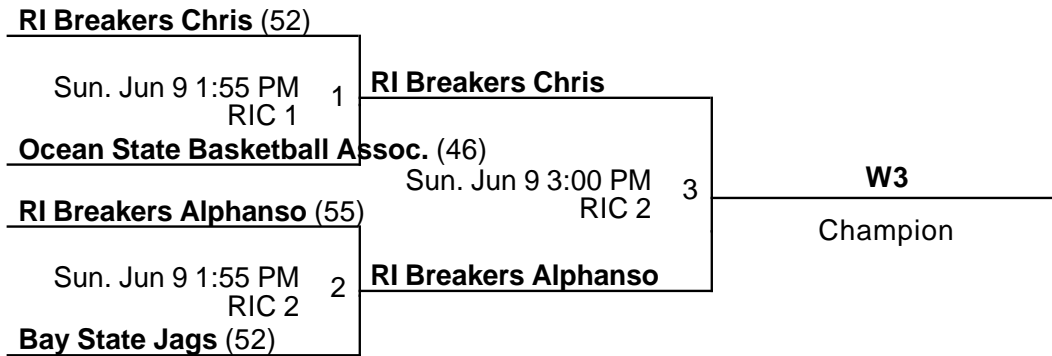 RI Breakers Chris (52)
Sun. Jun 9 1:55 PM
RIC 1
1
RI Breakers Chris
Ocean State Basketball Assoc. (46)
Sun. Jun 9 3:00 PM
RIC 2
3
W3
Champion
RI Breakers Alphanso (55)
Sun. Jun 9 1:55 PM
RIC 2
2
RI Breakers Alphanso
Bay State Jags (52)